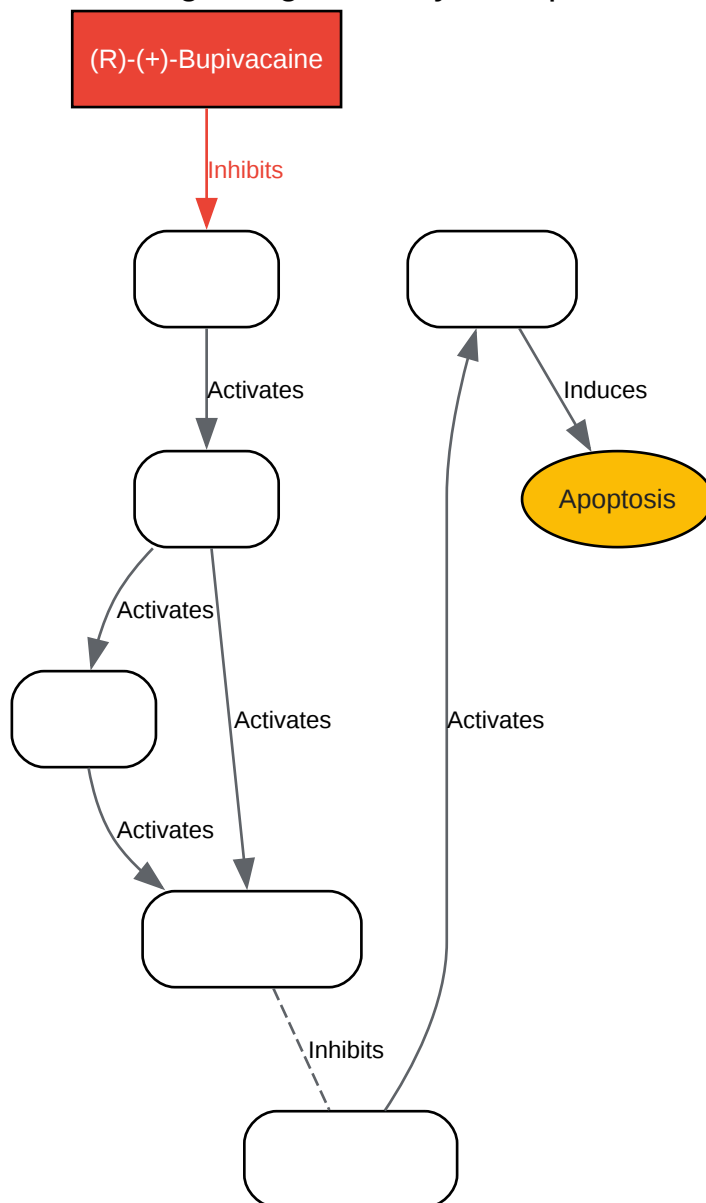 (R)-(+)-Bupivacaine
Inhibits
Activates
Induces
Apoptosis
Activates
Activates
Activates
Activates
Inhibits